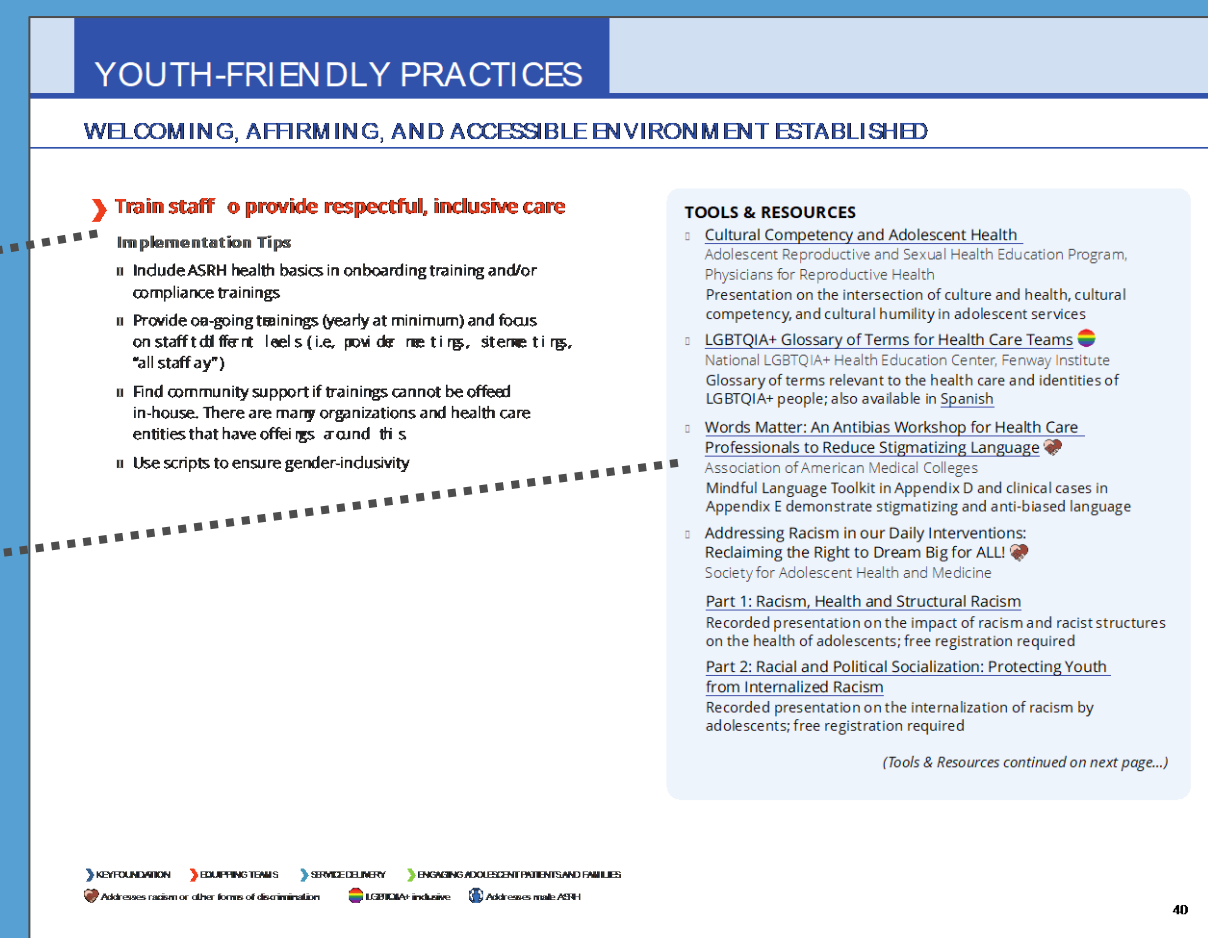 YOUTH-FRIENDLY PRACTICES
WELCOMING, AFFIRMING, AND ACCESSIBLE ENVIRONMENT ESTABLISHED
Train staff o provide respectful, inclusive care
Implementation Tips
Include ASRH health basics in onboarding training and/or
compliance trainings
Provide on-going trainings (yearly at minimum) and focus
on staff (i.e.,
"all staff ay")
Find community support if trainings cannot be offeed
in-house. There are many organizations and health care
entities that have around this
Use scripts to ensure gender-inclusivity
TOOLS & RESOURCES
Cultural Competency and Adolescent Health
Adolescent Reproductive and Sexual Health Education Program,
Physicians for Reproductive Health
Presentation on the intersection of culture and health, cultural
competency, and cultural humility in adolescent services
LGBTQIA+ Glossary of Terms for Health Care Teams
National LGBTQIA+ Health Education Center, Fenway Institute
Glossary of terms relevant to the health care and identities of
LGBTQIA+ people; also available in Spanish
Words Matter: An Antibias Workshop for Health Care
Professionals to Reduce Stigmatizing Language
Association of American Medical Colleges
Mindful Language Toolkit in Appendix D and clinical cases in
Appendix E demonstrate stigmatizing and anti-biased language
Addressing Racism in our Daily Interventions:
Reclaiming the Right to Dream Big for ALL!
Society for Adolescent Health and Medicine
Part 1: Racism, Health and Structural Racism
Recorded presentation on the impact of racism and racist structures
on the health of adolescents; free registration required
Part 2: Racial and Political Socialization: Protecting Youth
from Internalized Racism
Recorded presentation on the internalization of racism by
adolescents; free registration required
(Tools & Resources continued on next page...)
KEY FOUNDATION EQUIPPING TEAMS SERVICE DELIVERY ENGAGING ADOLESCENT PATIENTS AND FAMILIES
Addresses racism or other forms of discrimination LGBTQIA+ inclusive Addresses male ASRH
40